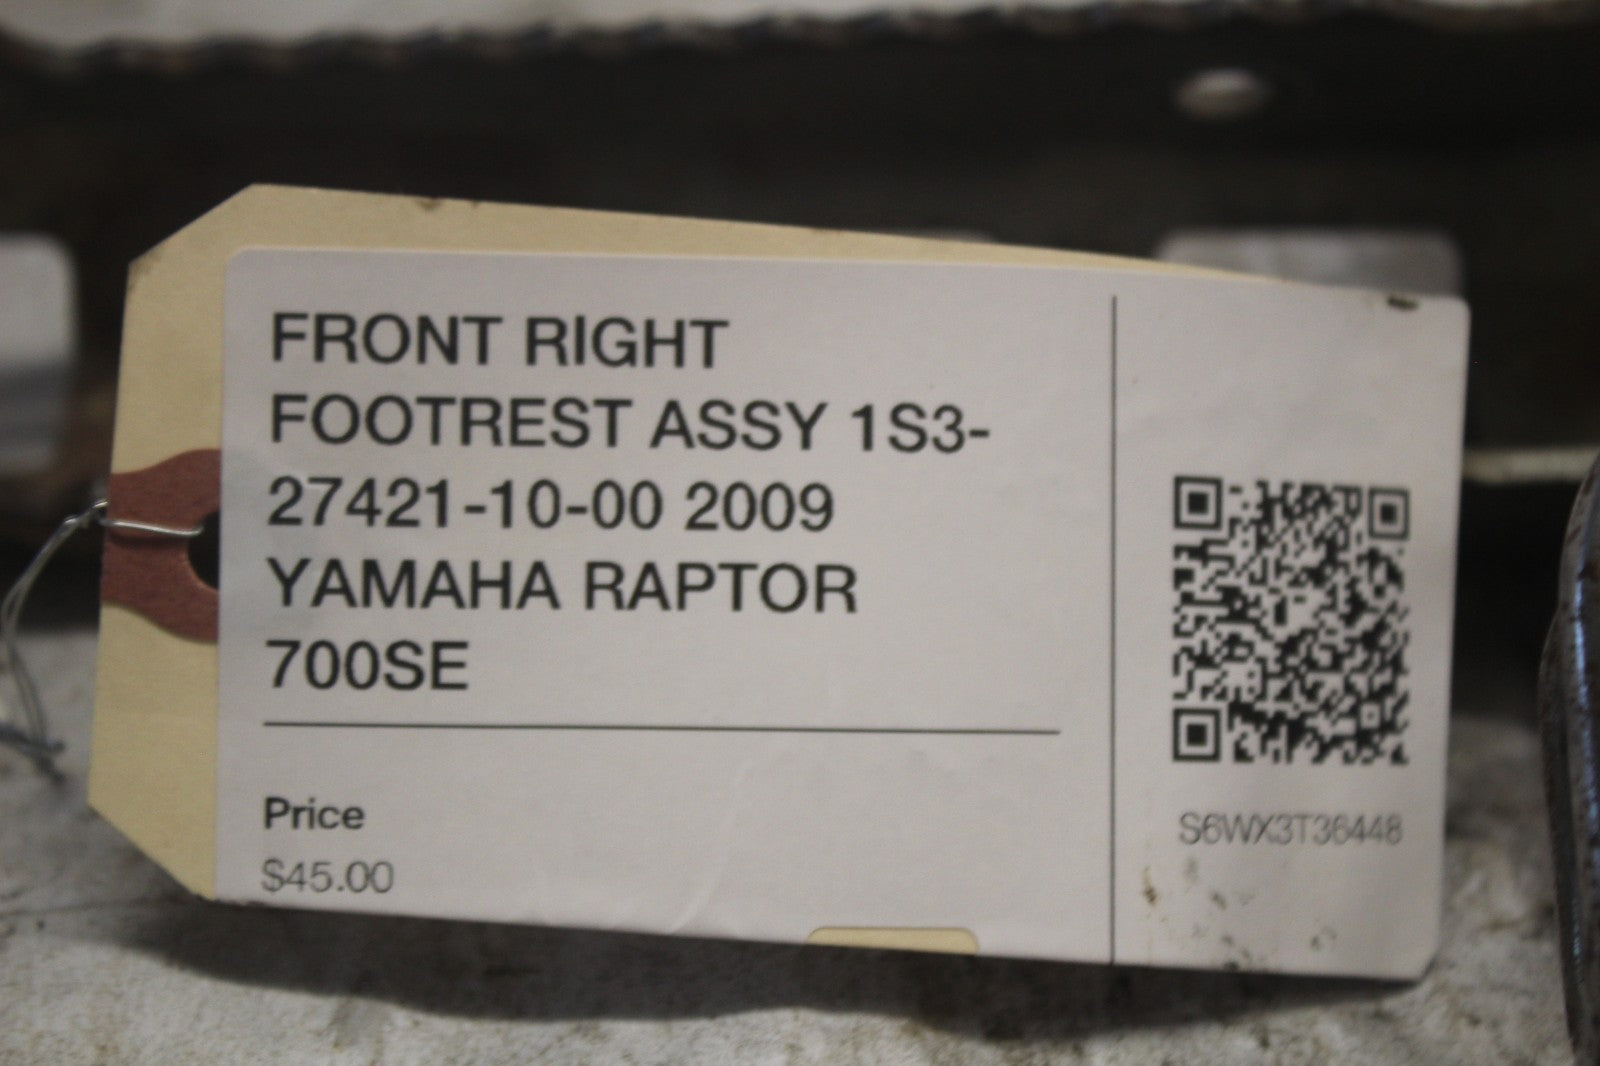 FRONT RIGHT
FOOTREST ASSY 1S3-
27421-10-00 2009
YAMAHA RAPTOR
700SE
Price
$45.00
S6WX3T36448